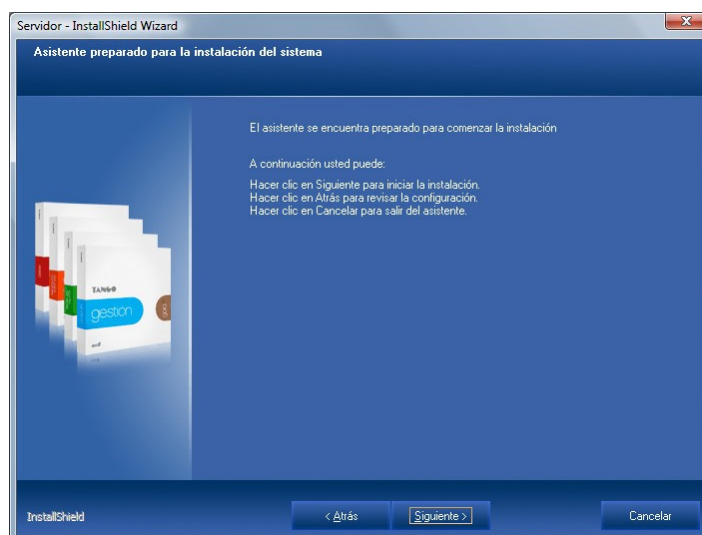 Servidor - InstallShield Wizard
Asistente preparado para la instalación del sistema
El asistente se encuentra preparado para comenzar la instalación
A continuación usted puede:
Hacer clic en Siguiente para iniciar la instalación.
Hacer clic en Atrás para revisar la configuración.
Hacer clic en Cancelar para salir del asistente.
TANGO
gestion
InstallShield
< Atrás
Siguiente >
Cancelar